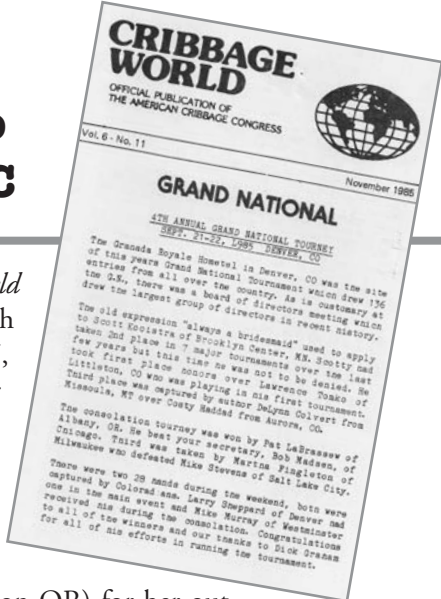 CRIBBAGE
WORLD
OFFICIAL PUBLICATION OF
THE AMERICAN CRIBBAGE CONGRESS
Vol. 6 - No. 11
November 1985
GRAND NATIONAL
4TH ANNUAL GRAND NATIONAL TOURNEY
SEPT. 21-22, 1985 DENVER, CO
The Granada Royale Hometel in Denver, CO was the site
of this years Grand National Tournament which drew 136
entries from all over the country. As is customary at
the G.N., there was a board of directors meeting which
drew the largest group of directors in recent history.
The old expression "always a bridesmaid" used to apply
to Scott Kooistra of Brooklyn Center, MN. Scotty had
taken 2nd place in 7 major tournaments over the last
few years but this time he was not to be denied. He
took first place honors over Lawrence Tomko of
Littleton, CO who was playing in his first tournament.
Third place was captured by author DeLynn Colvert from
Missoula, MT over Costy Haddad from Aurora, CO.
The consolation tourney was won by Pat LaBrassew of
Albany, OR. He beat your secretary, Bob Madsen, of
Chicago. Third was taken by Martha Fingleton of
Milwaukee who defeated Mike Stevens of Salt Lake City.
There were two 28 hands during the weekend, both were
captured by Colorad ans. Larry Sheppard of Denver had
one in the main event and Mike Murray of Westminster
received his during the consolation. Congratulations
to all of the winners and our thanks to Dick Graham
for all of his efforts in running the tournament.
OR) for her out